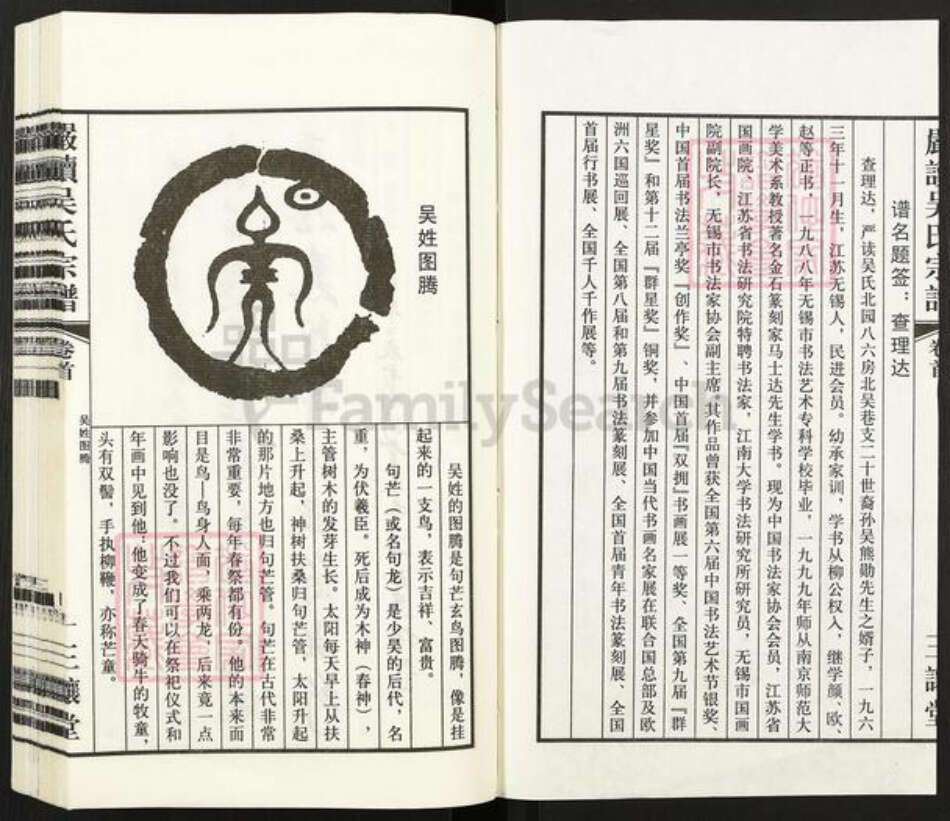 谱名题签：查理达
查理达，严读吴氏北园八六房北吴巷支二十世裔孙吴熊勋先生之婿子，一九六
三年十一月生，江苏无锡人，民进会员。幼承家训，学书从柳公权入，继学颜、欧、
赵等正书，一九八八年无锡市书法艺术专科学校毕业，一九九九年师从南京师范大
学美术系教授著名金石篆刻家马士达先生学书。现为中国书法家协会会员，江苏省
国画院、江苏省书法研究院特聘书法家，江南大学书法研究所研究员，无锡市国画
院副院长，无锡市书法家协会副主席，其作品曾获全国第六届中国书法艺术节银奖、
中国首届书法兰亭奖『创作奖』、中国首届『双拥』书画展一等奖、全国第九届『群
星奖』和第十二届『群星奖』铜奖，并参加中国当代书画名家展在联合国总部及欧
洲六国巡回展、全国第八届和第九届书法篆刻展、全国首届青年书法篆刻展、全国
首届行书展、全国千人千作展等。
吴姓图腾
吴姓的图腾是句芒玄鸟图腾，像是挂
起来的一支鸟，表示吉祥、富贵。
句芒（或名句龙）是少昊的后代，名
重，为伏羲臣。死后成为木神（春神），
主管树木的发芽生长。太阳每天早上从扶
桑上升起，神树扶桑归句芒管，太阳升起
的那片地方也归句芒管。句芒在古代非常
非常重要，每年春祭都有份。他的本来面
目是鸟—鸟身人面，乘两龙，后来竟一点
影响也没了。不过我们可以在祭祀仪式和
年画中见到他：他变成了春天骑牛的牧童，
头有双髻，手执柳鞭，亦称芒童。
吴姓图腾
嚴讀吴氏宗譜
卷首
一
三讓堂
FamilySearch